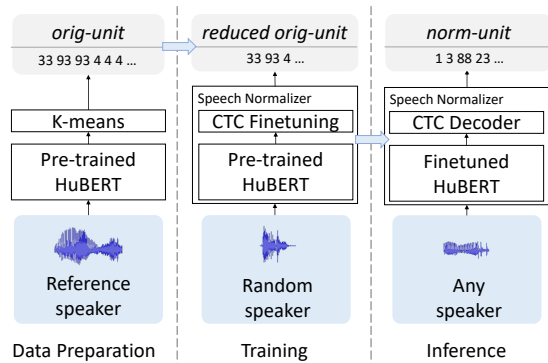 orig-unit
33 93 93 4 4 4 ...
K-means
Pre-trained
HuBERT
Reference
speaker
Data Preparation
reduced orig-unit
33 93 4 ...
Speech Normalizer
CTC Finetuning
Pre-trained
HuBERT
Random
speaker
Training
norm-unit
1 3 88 23 ...
Speech Normalizer
CTC Decoder
Finetuned
HuBERT
Any
speaker
Inference